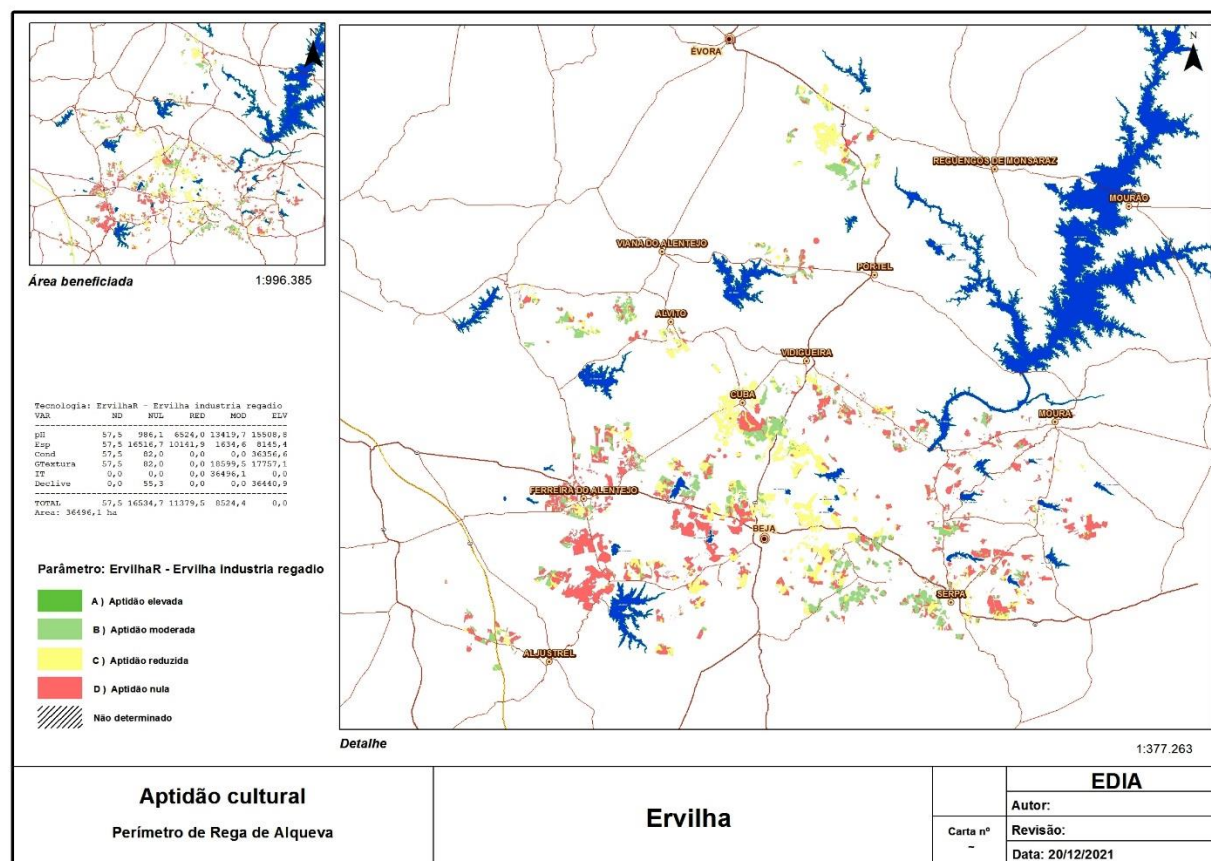 N
Área beneficiada
1:996.385
Tecnologia: ErvilhaR - Ervilha industria regadio
VAR ND NUL RED MOD ELV
pH 57,5 986,1 6524,0 13419,7 15508,8
Esp 57,5 16516,7 10141,9 1634,6 8145,4
Cond 57,5 82,0 0,0 0,0 36356,6
GTextura 57,5 82,0 0,0 18599,5 17757,1
IT 0,0 0,0 0,0 36496,1 0,0
Declive 0,0 55,3 0,0 0,0 36440,9
TOTAL 57,5 16534,7 11379,5 8524,4 0,0
Area: 36496,1 ha
Parâmetro: ErvilhaR - Ervilha industria regadio
A ) Aptidão elevada
B ) Aptidão moderada
C ) Aptidão reduzida
D ) Aptidão nula
Não determinado
N
ÉVORA
REGUENGOS DE MONSARAZ
MOURÃO
VIANA DO ALENTEJO
PORTEL
ALVITO
VIDIGUEIRA
CUBA
MOURA
FERREIRA DO ALENTEJO
BEJA
SERPA
ALJUSTREL
Detalhe
1:377.263
Aptidão cultural
Perímetro de Rega de Alqueva
Ervilha
Carta nº
~
EDIA
Autor:
Revisão:
Data: 20/12/2021